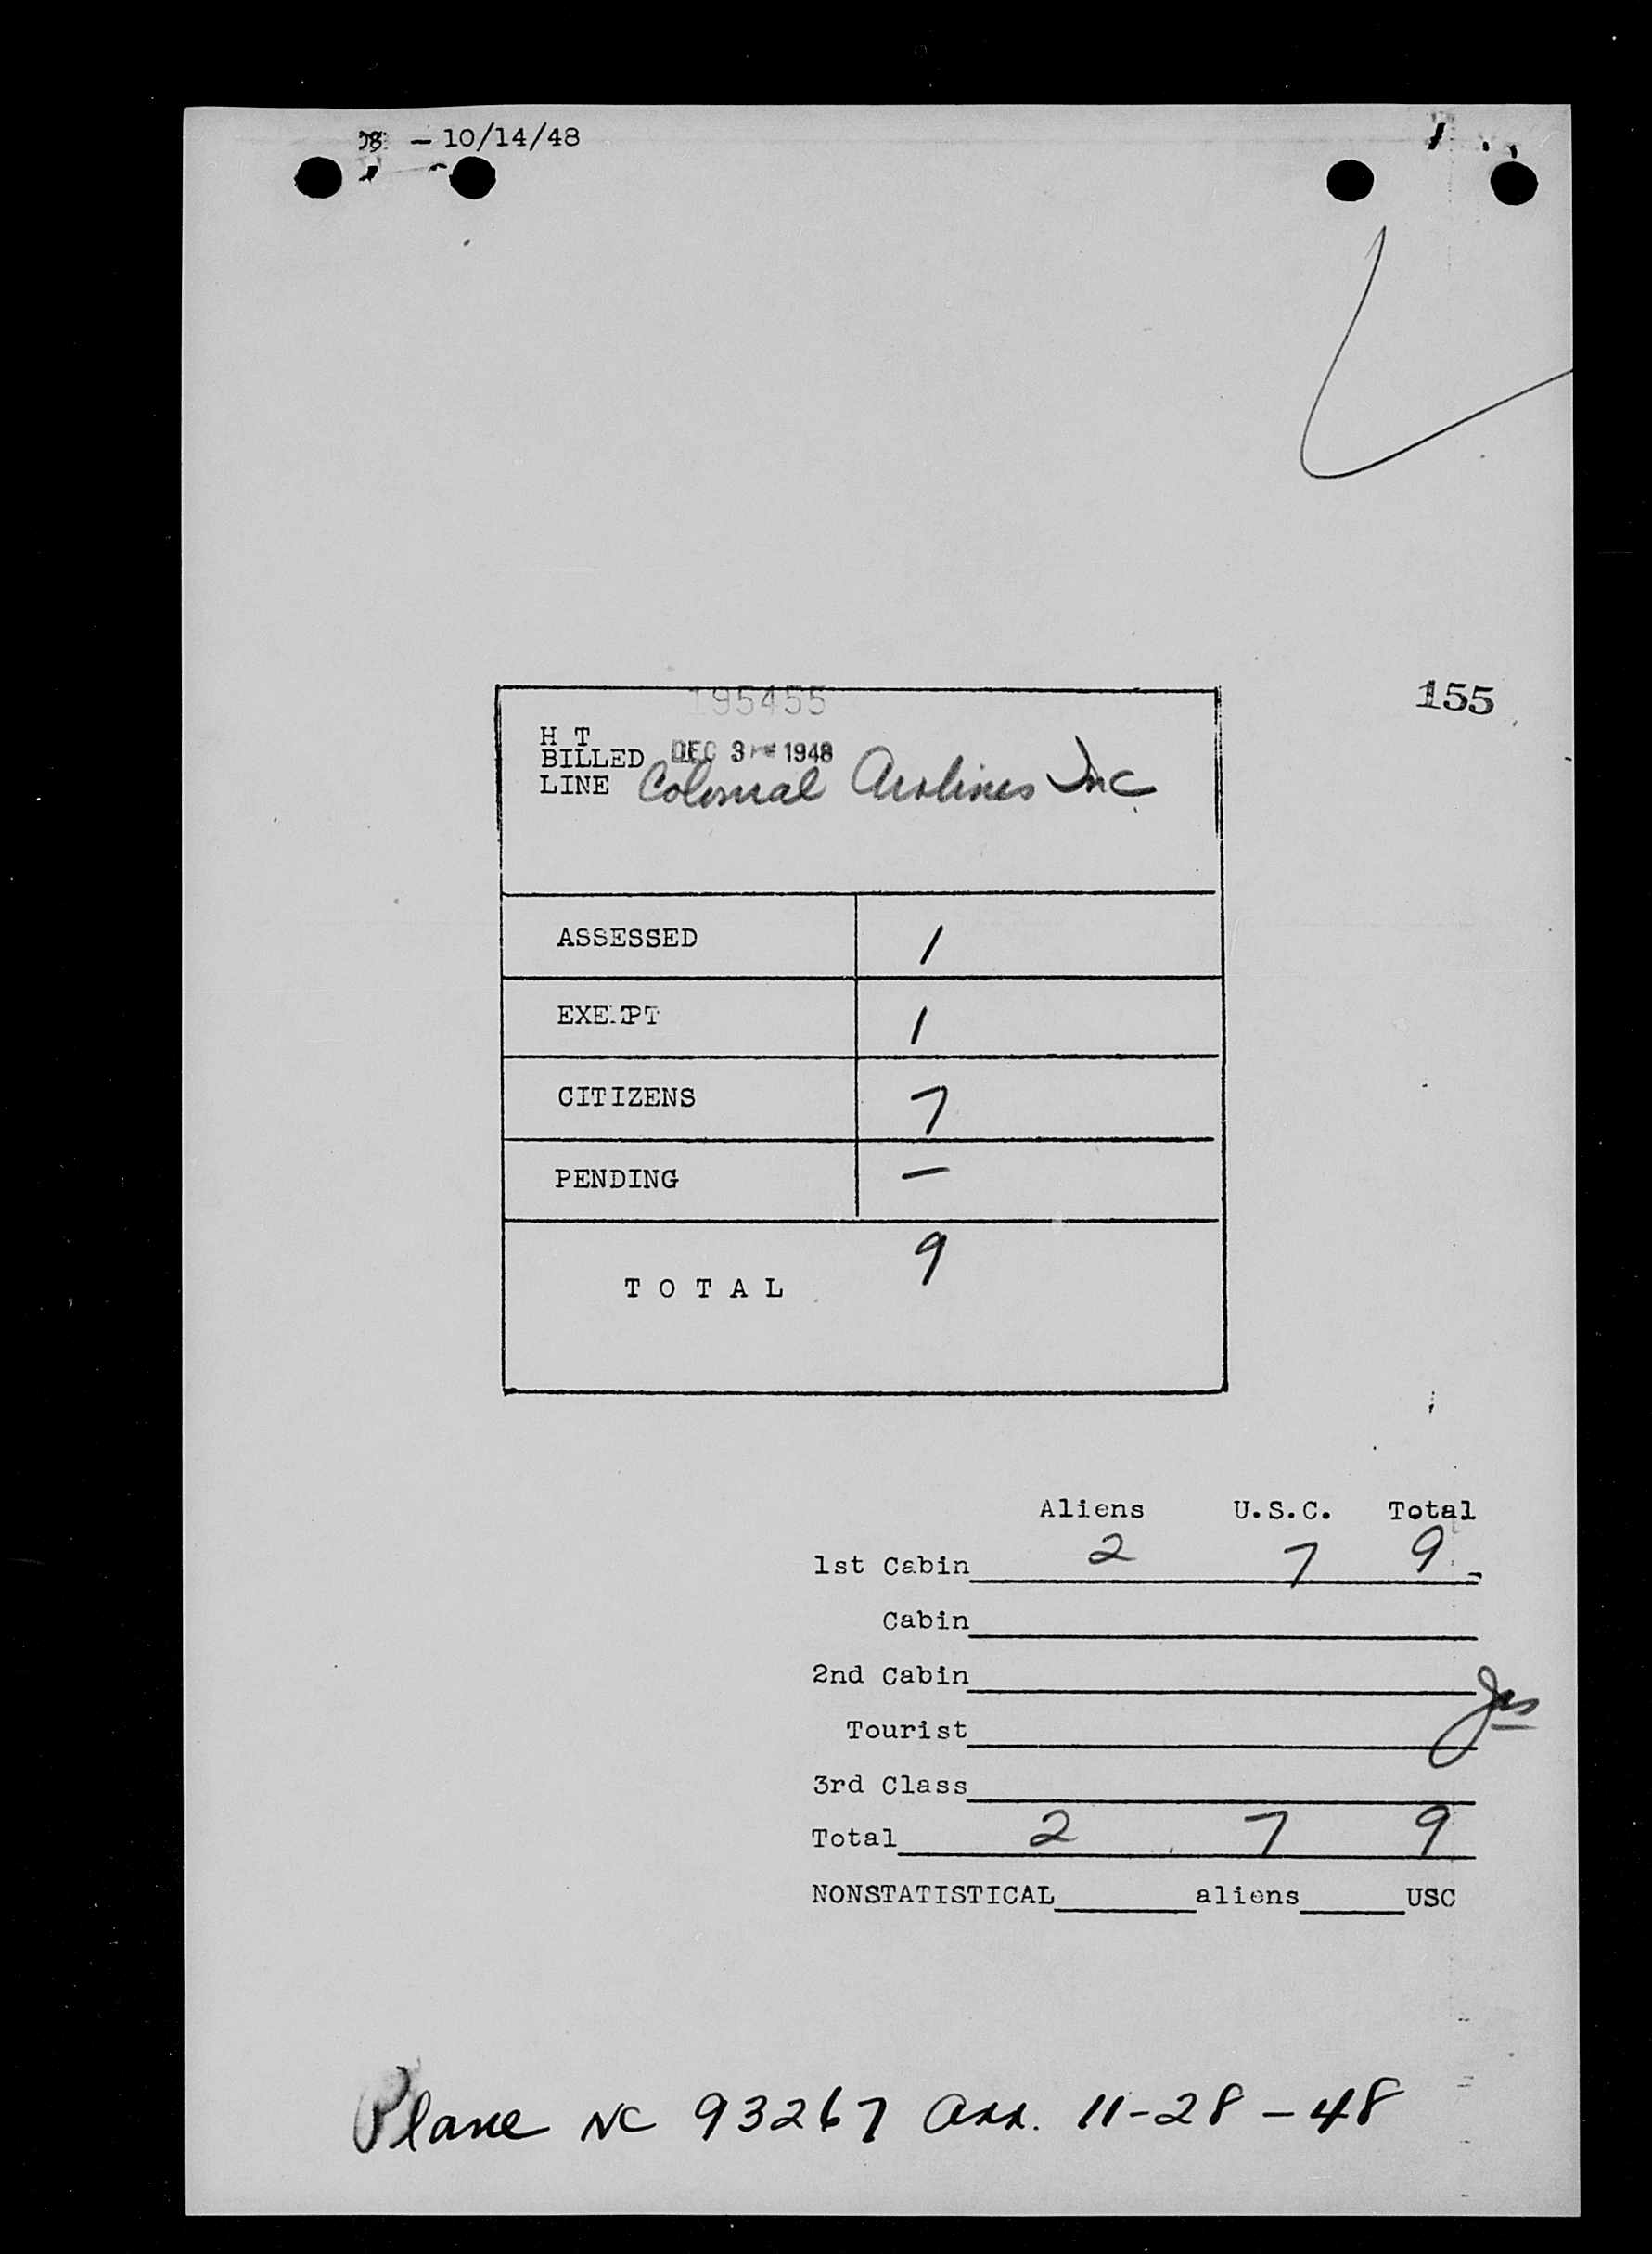 - 10/14/48
195455
155
H T
BILLED DEC 3 - 1948
LINE Colonial Airlines Inc
ASSESSED 1
EXEMPT 1
CITIZENS 7
PENDING -
9
T O T A L
Aliens U.S.C. Total
1st Cabin 2 7 9
Cabin
2nd Cabin
Tourist
3rd Class
Total 2 7 9
NONSTATISTICAL aliens USC
Plane NC 93267 arr. 11-28-48